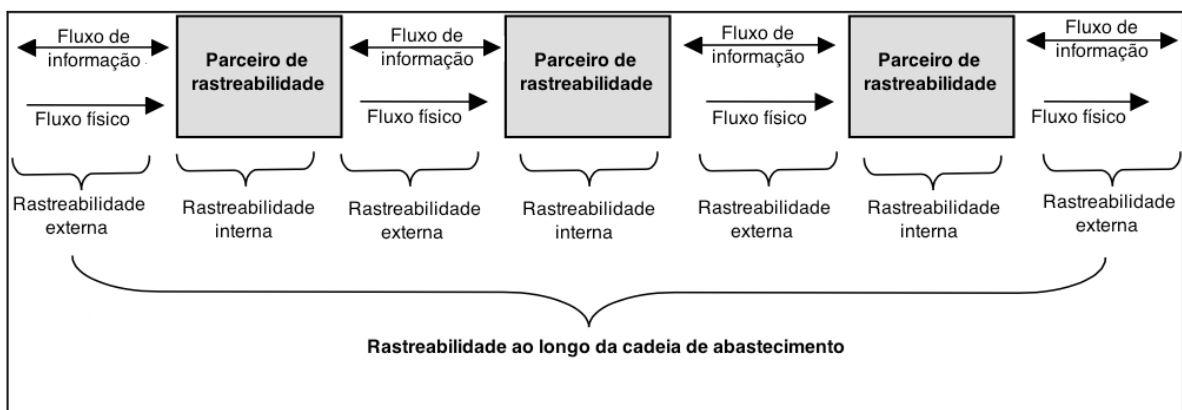 Fluxo de
informação
Fluxo físico
Parceiro de
rastreabilidade
Fluxo de
informação
Fluxo físico
Parceiro de
rastreabilidade
Fluxo de
informação
Fluxo físico
Parceiro de
rastreabilidade
Fluxo de
informação
Fluxo físico
Rastreabilidade
externa
Rastreabilidade
interna
Rastreabilidade
externa
Rastreabilidade
interna
Rastreabilidade
externa
Rastreabilidade
interna
Rastreabilidade
externa
Rastreabilidade ao longo da cadeia de abastecimento